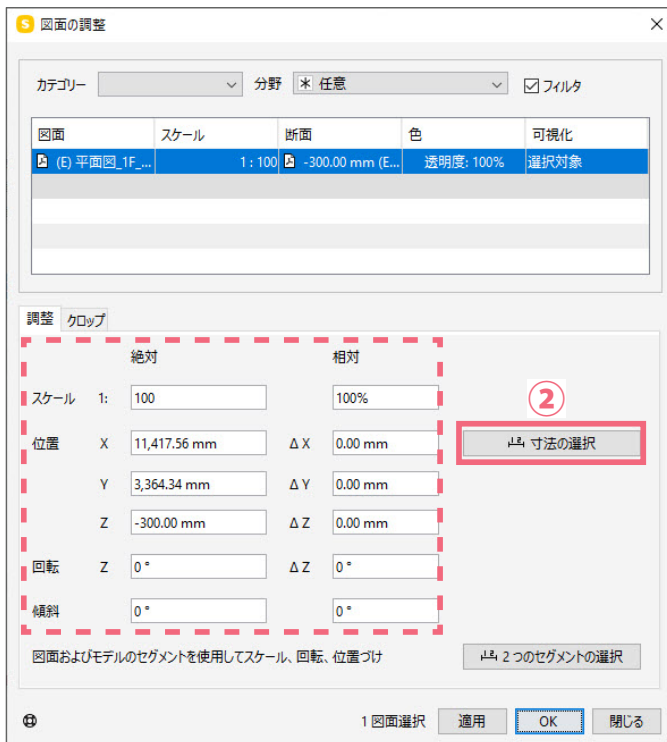 S 図面の調整
カテゴリー 分野 任意 フィルタ
図面 スケール 断面 色 可視化
(E) 平面図_1F_... 1 : 100 -300.00 mm (E... 透明度: 100% 選択対象
調整 クロップ
絶対 相対
スケール 1: 100 100%
②
位置 X 11,417.56 mm Δ X 0.00 mm 寸法の選択
Y 3,364.34 mm Δ Y 0.00 mm
Z -300.00 mm Δ Z 0.00 mm
回転 Z 0 ° Δ Z 0 °
傾斜 0 ° 0 °
図面およびモデルのセグメントを使用してスケール、回転、位置づけ 2 つのセグメントの選択
1 図面選択 適用 OK 閉じる